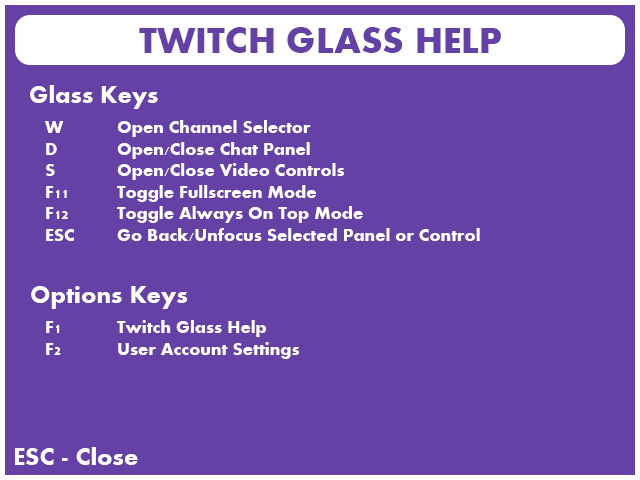 TWITCH GLASS HELP
Glass Keys
W Open Channel Selector
D Open/Close Chat Panel
S Open/Close Video Controls
F11 Toggle Fullscreen Mode
F12 Toggle Always On Top Mode
ESC Go Back/Unfocus Selected Panel or Control
Options Keys
F1 Twitch Glass Help
F2 User Account Settings
ESC - Close